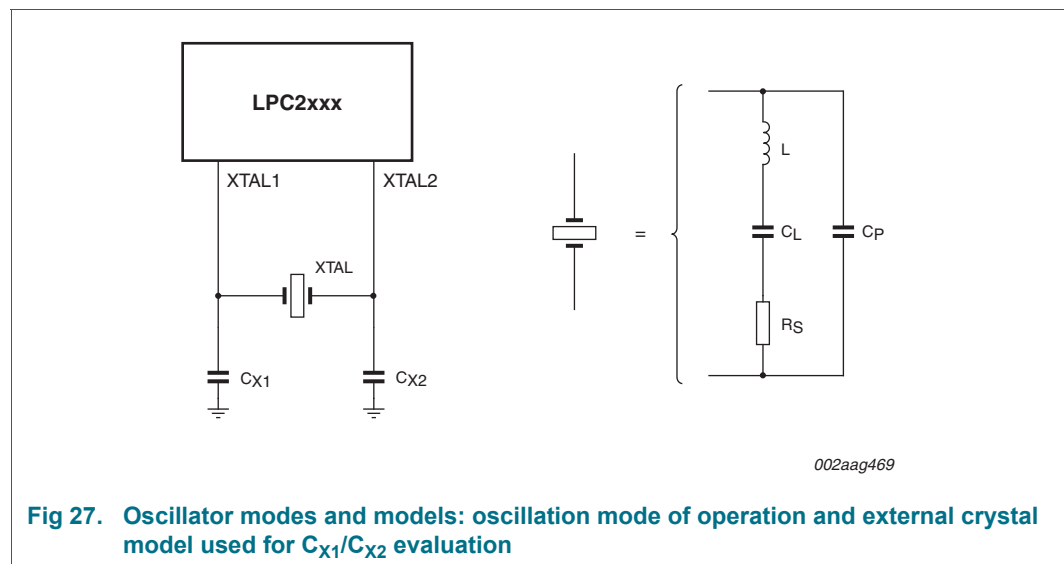 LPC2xxx
XTAL1
XTAL2
XTAL
CX1
CX2
=
L
CL
CP
RS
002aag469
Fig 27. Oscillator modes and models: oscillation mode of operation and external crystal
model used for CX1/CX2 evaluation